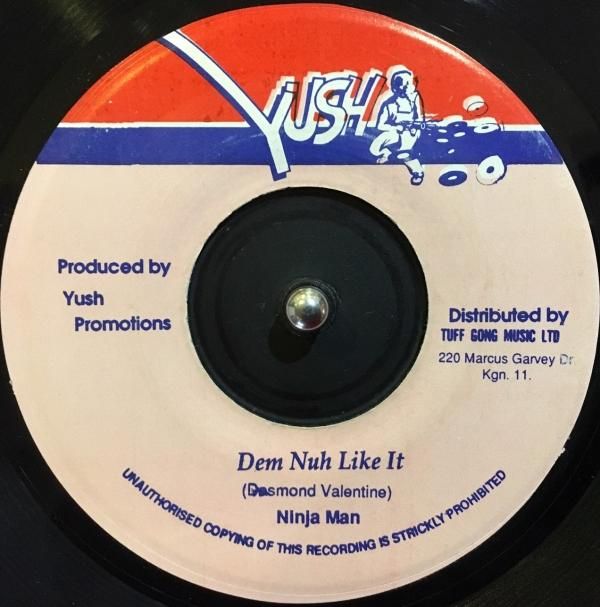 YUSH
Produced by
Yush
Promotions
Distributed by
TUFF GONG MUSIC LTD
220 Marcus Garvey Dr.
Kgn. 11.
Dem Nuh Like It
(Desmond Valentine)
Ninja Man
UNAUTHORISED COPYING OF THIS RECORDING IS STRICKLY PROHIBITED